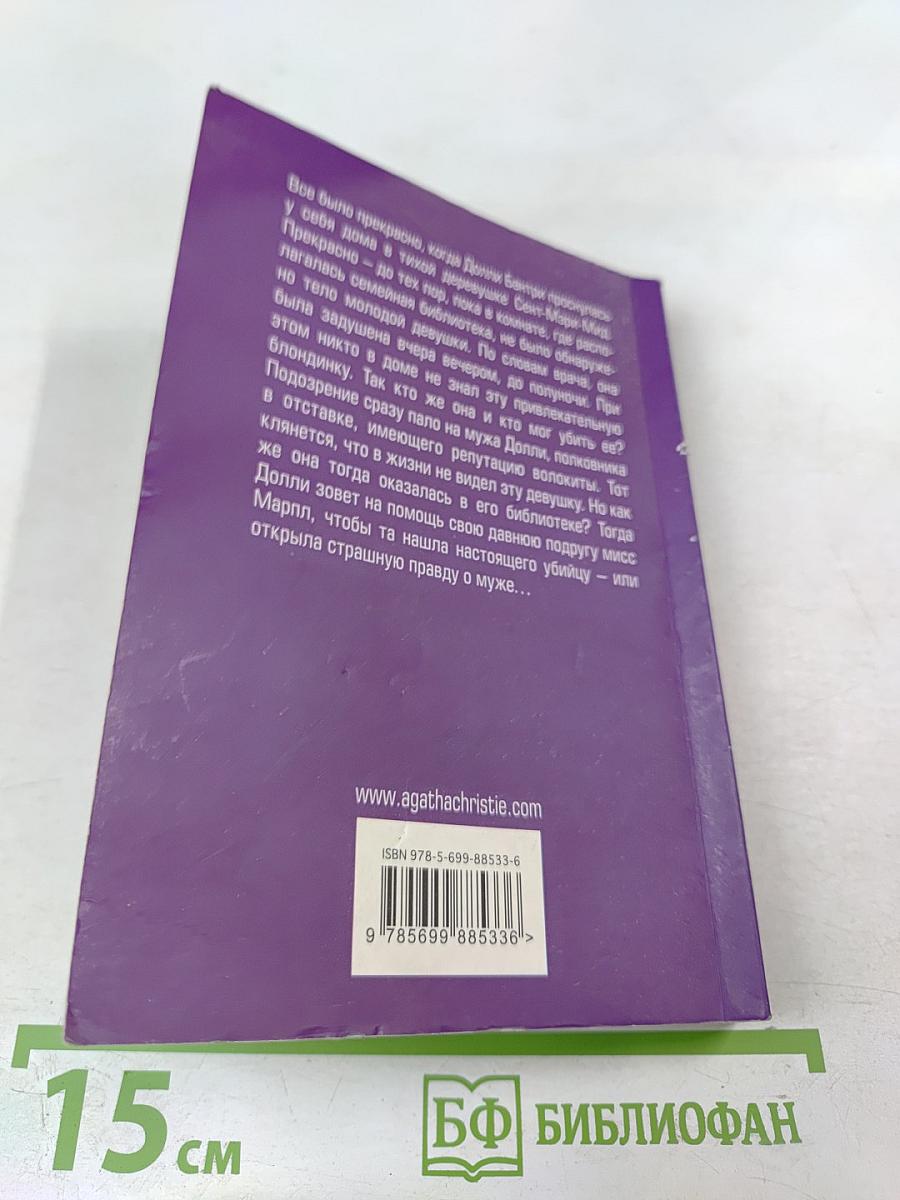 Все было прекрасно, когда Долли Бантри проснулась
у себя дома в тихой деревушке Сент-Мэри-Мид.
Прекрасно – до тех пор, пока в комнате, где распо-
лагалась семейная библиотека, не было обнаруже-
но тело молодой девушки. По словам врача, она
была задушена вчера вечером, до полуночи. При
этом никто в доме не знал эту привлекательную
блондинку. Так кто же она и кто мог убить ее?
Подозрение сразу пало на мужа Долли, полковника
в отставке, имеющего репутацию волокиты. Тот
клянется, что в жизни не видел эту девушку. Но как
же она тогда оказалась в его библиотеке? Тогда
Долли зовет на помощь свою давнюю подругу мисс
Марпл, чтобы та нашла настоящего убийцу – или
открыла страшную правду о муже...
www.agathachristie.com
ISBN 978-5-699-88533-6
9 785699 885336 >
15 см
БФ БИБЛИОФАН